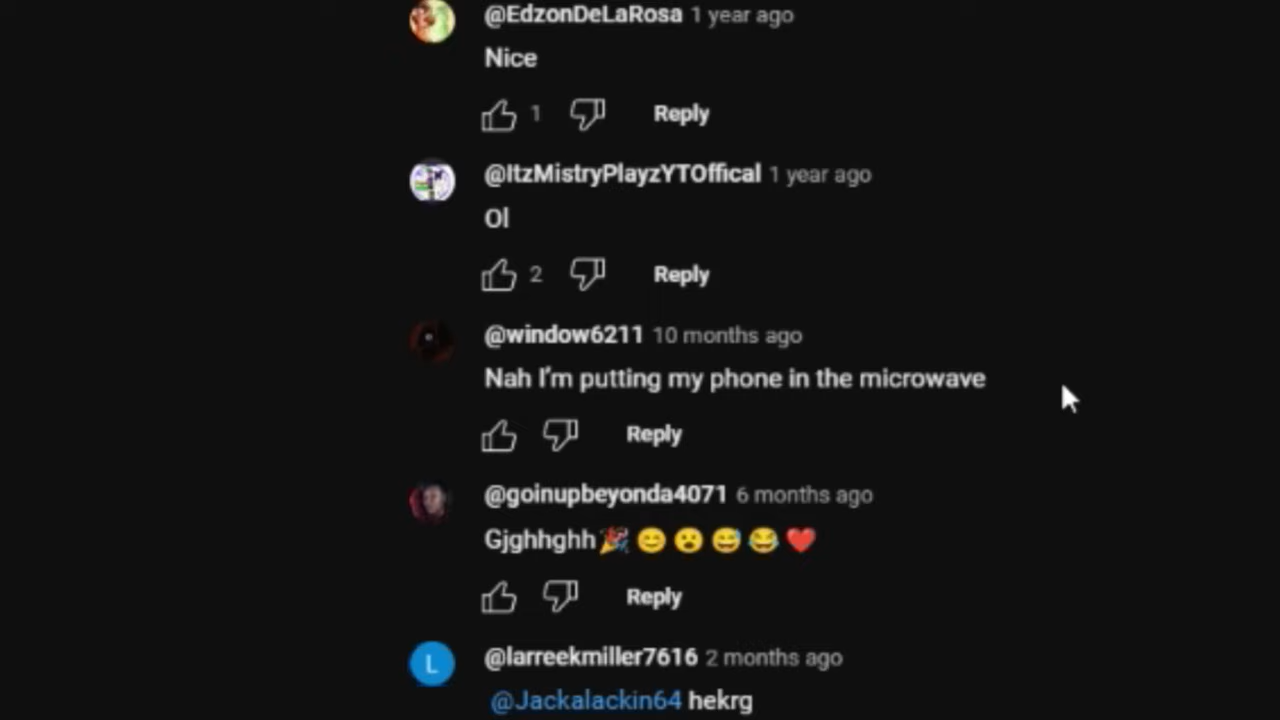 @EdzonDeLaRosa 1 year ago
Nice
1 Reply
@ItzMistryPlayzYTOffical 1 year ago
Ol
2 Reply
@window6211 10 months ago
Nah I'm putting my phone in the microwave
Reply
@goinupbeyonda4071 6 months ago
Gjghhghh🎉😊😮😅😂❤️
Reply
L @larreekmiller7616 2 months ago
@Jackalackin64 hekrg